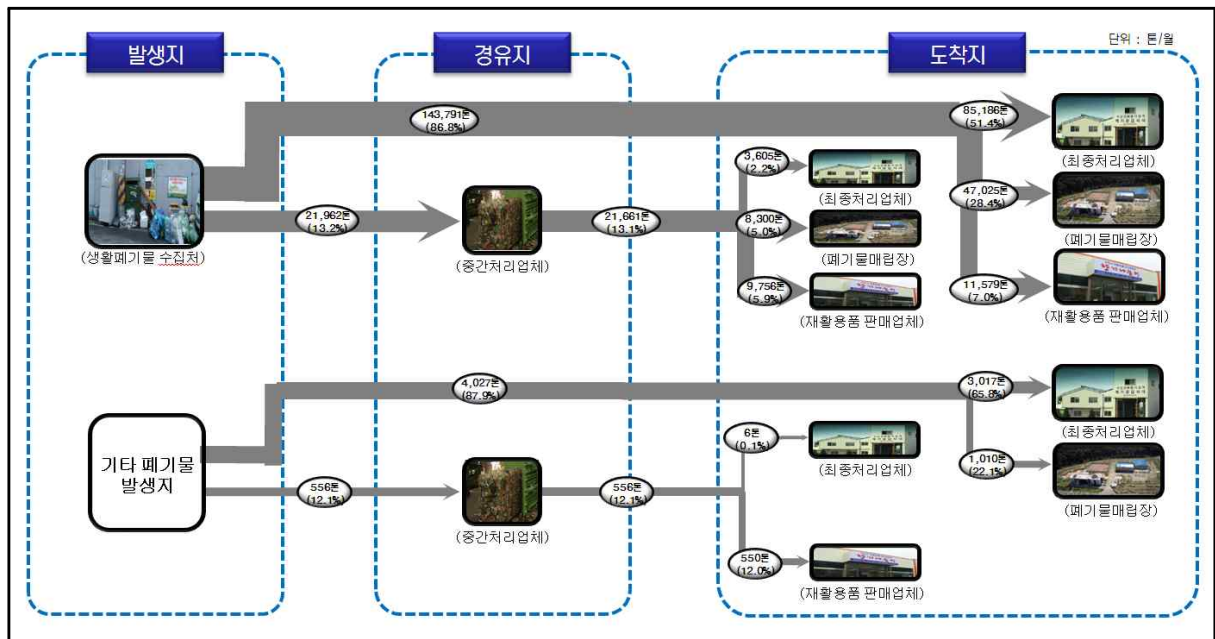 발생지
경유지
도착지
단위 : 톤/월
143,791톤
(86.8%)
85,186톤
(51.4%)
(최종처리업체)
3,605톤
(2.2%)
(최종처리업체)
47,025톤
(28.4%)
(폐기물매립장)
21,962톤
(13.2%)
21,661톤
(13.1%)
8,300톤
(5.0%)
(폐기물매립장)
(생활폐기물 수집처)
(중간처리업체)
9,756톤
(5.9%)
(재활용품 판매업체)
11,579톤
(7.0%)
(재활용품 판매업체)
4,027톤
(87.9%)
3,017톤
(65.8%)
(최종처리업체)
기타 폐기물
발생지
6톤
(0.1%)
(최종처리업체)
1,010톤
(22.1%)
(폐기물매립장)
556톤
(12.1%)
(중간처리업체)
556톤
(12.1%)
550톤
(12.0%)
(재활용품 판매업체)